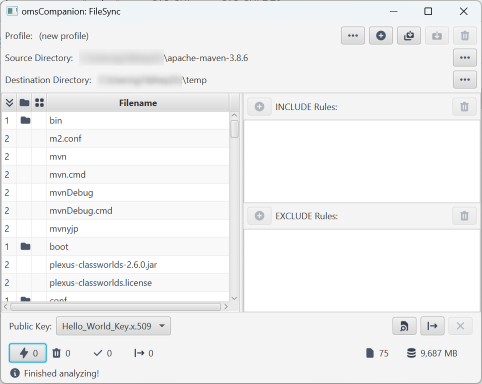 omsCompanion: FileSync
Profile: (new profile)
Source Directory: \apache-maven-3.8.6
Destination Directory: \temp
Filename
INCLUDE Rules:
1 bin
2 m2.conf
2 mvn
2 mvn.cmd
2 mvnDebug
2 mvnDebug.cmd
2 mvnyjp
1 boot
2 plexus-classworlds-2.6.0.jar
2 plexus-classworlds.license
1 conf
EXCLUDE Rules:
Public Key: Hello_World_Key.x.509
0 0 0 0 75 9,687 MB
Finished analyzing!